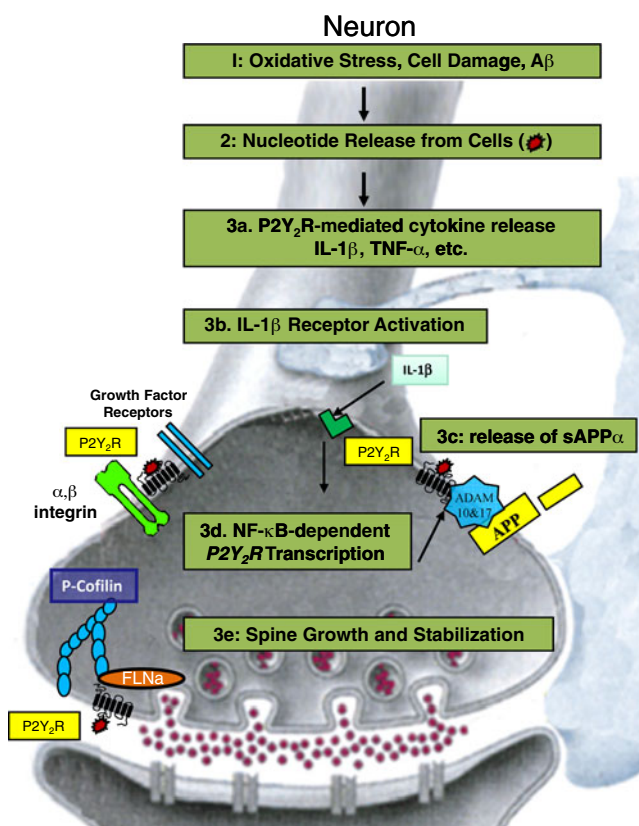 Neuron
I: Oxidative Stress, Cell Damage, Aβ
2: Nucleotide Release from Cells ( )
3a. P2Y₂R-mediated cytokine release
IL-1β, TNF-α, etc.
3b. IL-1β Receptor Activation
IL-1β
Growth Factor
Receptors
P2Y₂R
P2Y₂R
3c: release of sAPPα
α,β
integrin
ADAM
10&17
APP
3d. NF-κB-dependent
P2Y₂R Transcription
P-Cofilin
3e: Spine Growth and Stabilization
FLNa
P2Y₂R